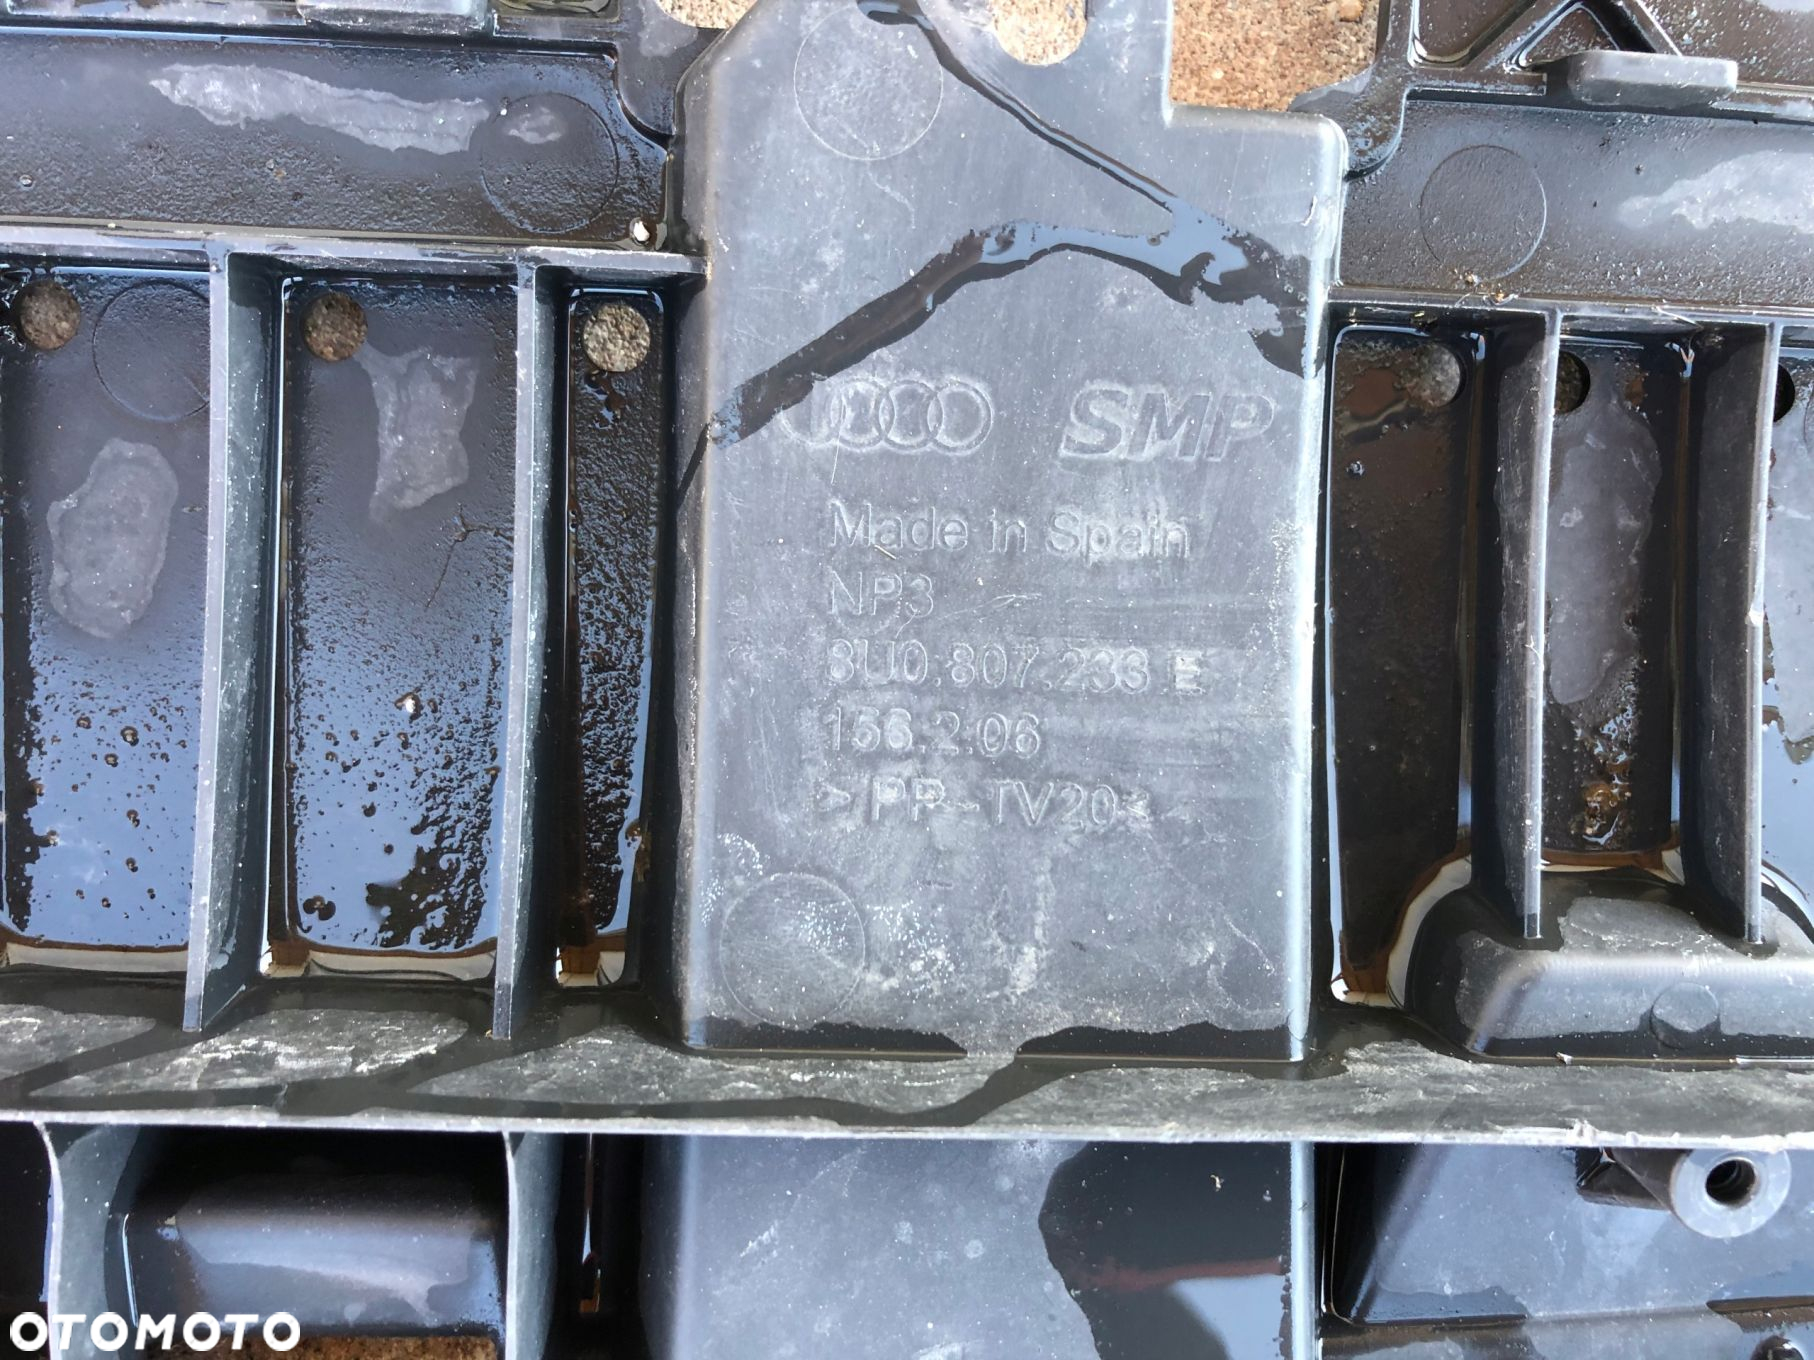 SMP
Made in Spain
NP3
8U0.807.233 E
156.2.06
>PP-TV20<
OTOMOTO